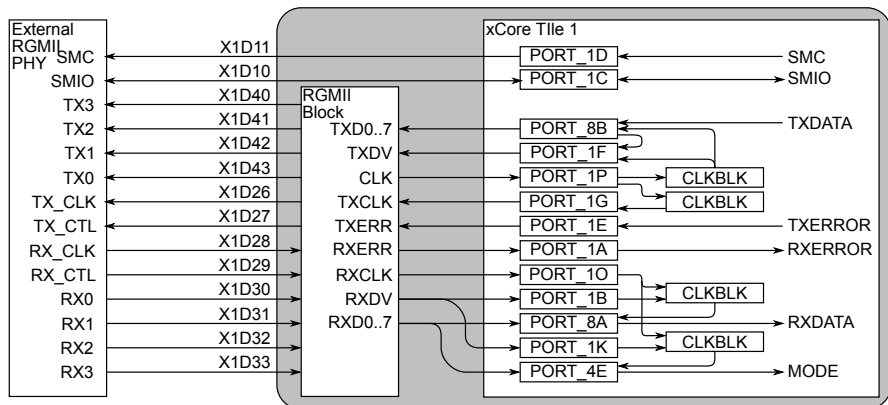 External
RGMII
PHY
SMC
SMIO
TX3
TX2
TX1
TX0
TX_CLK
TX_CTL
RX_CLK
RX_CTL
RX0
RX1
RX2
RX3
X1D11
X1D10
X1D40
X1D41
X1D42
X1D43
X1D26
X1D27
X1D28
X1D29
X1D30
X1D31
X1D32
X1D33
RGMII
Block
TXD0..7
TXDV
CLK
TXCLK
TXERR
RXERR
RXCLK
RXDV
RXD0..7
xCore TIle 1
PORT_1D
PORT_1C
PORT_8B
PORT_1F
PORT_1P
PORT_1G
PORT_1E
PORT_1A
PORT_1O
PORT_1B
PORT_8A
PORT_1K
PORT_4E
CLKBLK
CLKBLK
CLKBLK
CLKBLK
SMC
SMIO
TXDATA
TXERROR
RXERROR
RXDATA
MODE